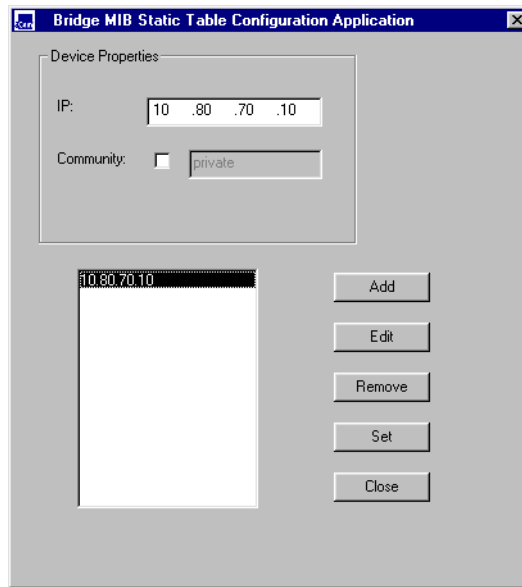 Bridge MIB Static Table Configuration Application
Device Properties
IP: 10 .80 .70 .10
Community: private
10.80.70.10
Add
Edit
Remove
Set
Close